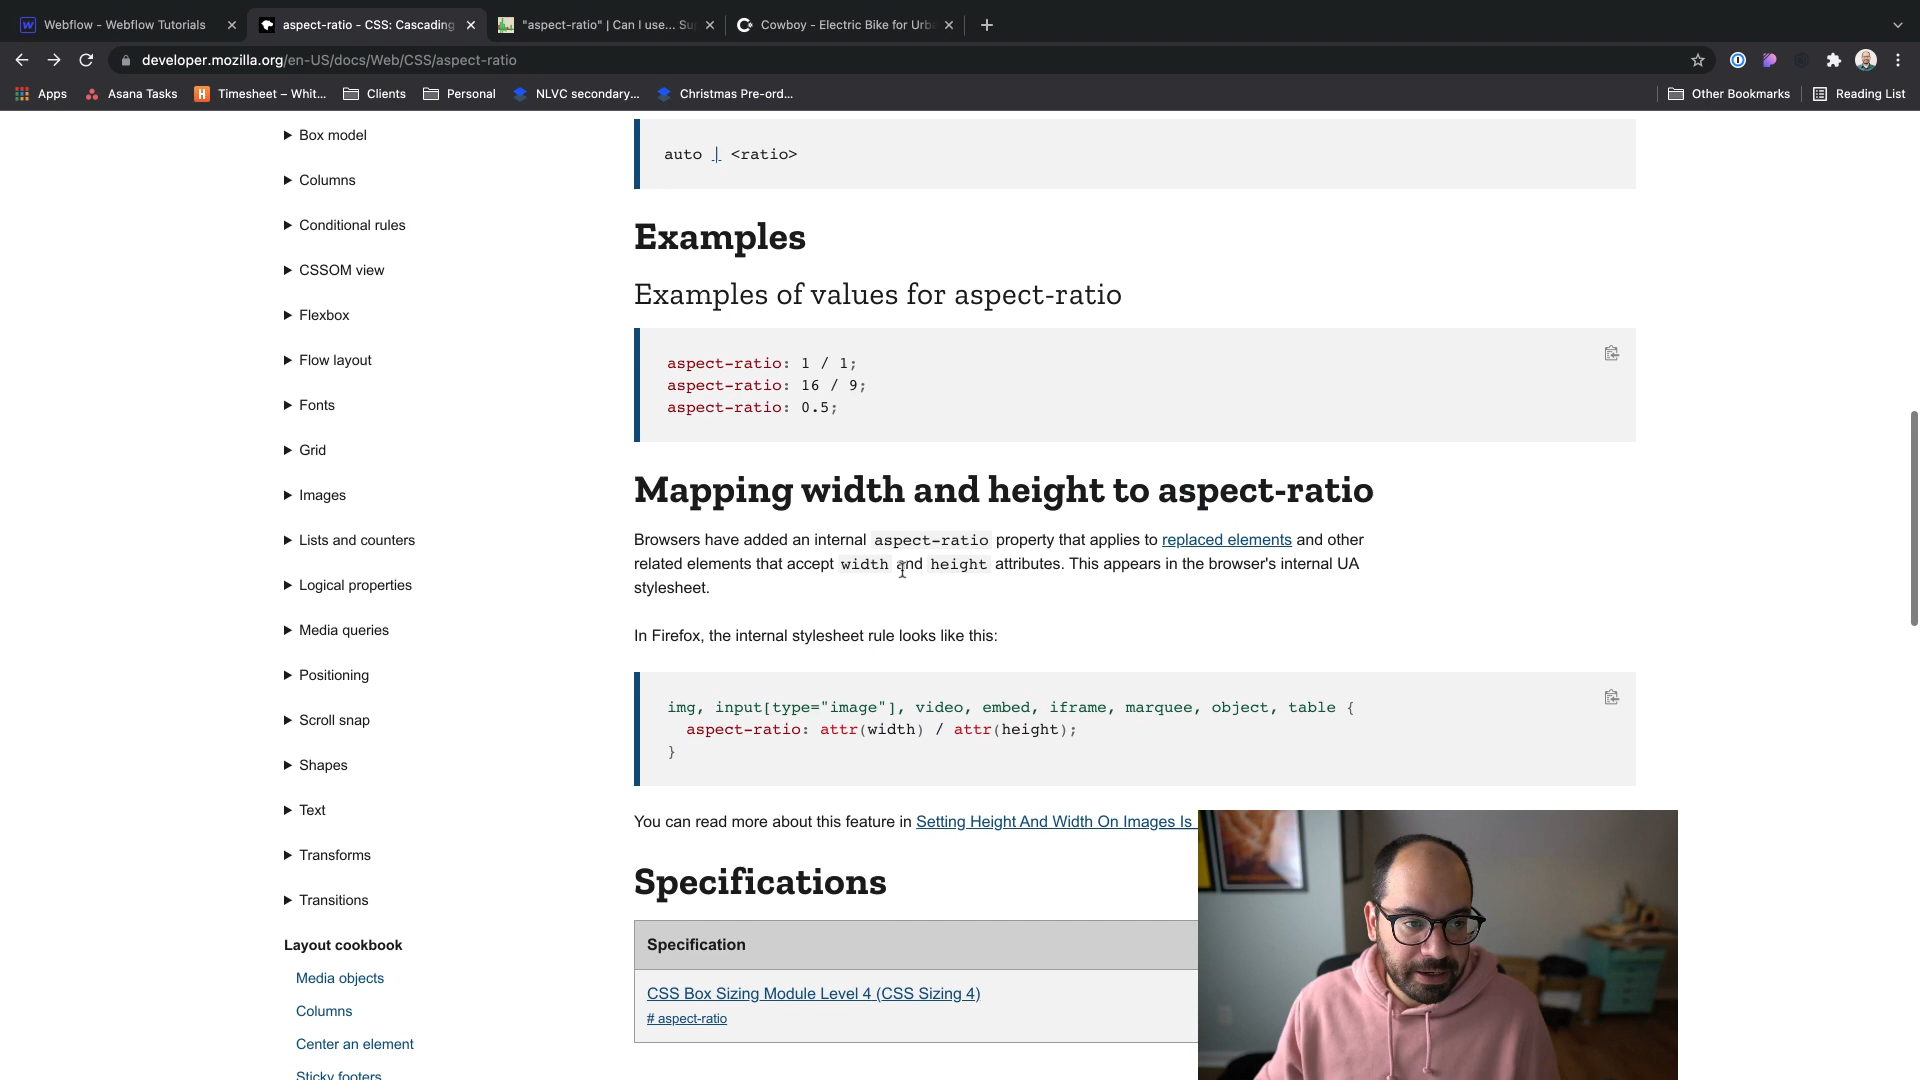 Webflow - Webflow Tutorials
aspect-ratio - CSS: Cascading
"aspect-ratio" | Can I use... Su
Cowboy - Electric Bike for Urb
developer.mozilla.org/en-US/docs/Web/CSS/aspect-ratio
Apps
Asana Tasks
Timesheet – Whit...
Clients
Personal
NLVC secondary...
Christmas Pre-ord...
Other Bookmarks
Reading List
Box model
Columns
Conditional rules
CSSOM view
Flexbox
Flow layout
Fonts
Grid
Images
Lists and counters
Logical properties
Media queries
Positioning
Scroll snap
Shapes
Text
Transforms
Transitions
Layout cookbook
Media objects
Columns
Center an element
Sticky footers
auto | <ratio>
Examples
Examples of values for aspect-ratio
aspect-ratio: 1 / 1;
aspect-ratio: 16 / 9;
aspect-ratio: 0.5;
Mapping width and height to aspect-ratio
Browsers have added an internal aspect-ratio property that applies to replaced elements and other
related elements that accept width and height attributes. This appears in the browser's internal UA
stylesheet.
In Firefox, the internal stylesheet rule looks like this:
img, input[type="image"], video, embed, iframe, marquee, object, table {
aspect-ratio: attr(width) / attr(height);
}
You can read more about this feature in Setting Height And Width On Images Is
Specifications
Specification
CSS Box Sizing Module Level 4 (CSS Sizing 4)
# aspect-ratio